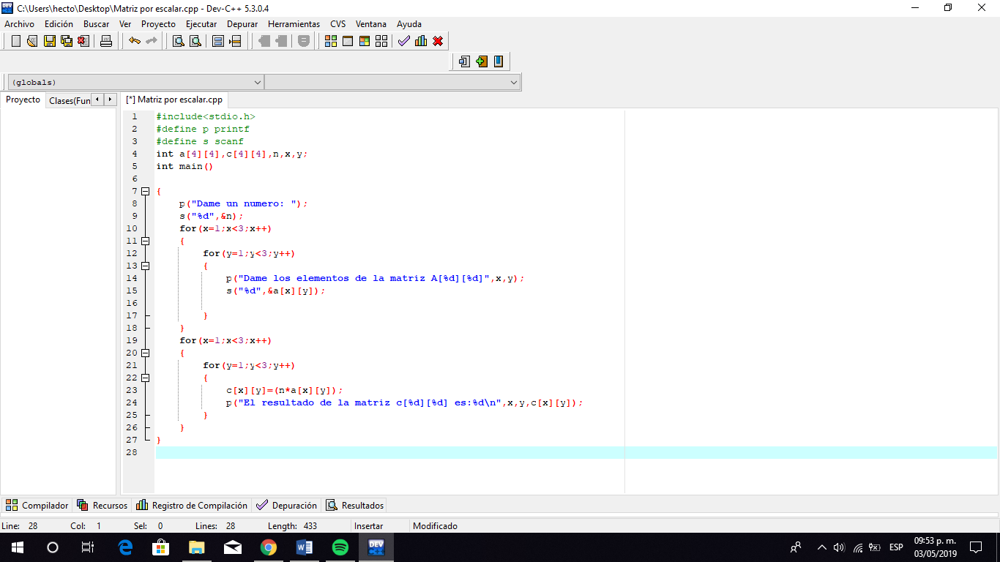 C:\Users\hecto\Desktop\Matriz por escalar.cpp - Dev-C++ 5.3.0.4
Archivo Edición Buscar Ver Proyecto Ejecutar Depurar Herramientas CVS Ventana Ayuda
(globals)
Proyecto Clases(Fun [*] Matriz por escalar.cpp
1 #include<stdio.h>
2 #define p printf
3 #define s scanf
4 int a[4][4],c[4][4],n,x,y;
5 int main()
6
7 {
8 p("Dame un numero: ");
9 s("%d",&n);
10 for(x=1;x<3;x++)
11 {
12 for(y=1;y<3;y++)
13 {
14 p("Dame los elementos de la matriz A[%d][%d]",x,y);
15 s("%d",&a[x][y]);
16
17 }
18 }
19 for(x=1;x<3;x++)
20 {
21 for(y=1;y<3;y++)
22 {
23 c[x][y]=(n*a[x][y]);
24 p("El resultado de la matriz c[%d][%d] es:%d\n",x,y,c[x][y]);
25 }
26 }
27 }
28
Compilador Recursos Registro de Compilación Depuración Resultados
Line: 28 Col: 1 Sel: 0 Lines: 28 Length: 433 Insertar Modificado
DEV
ESP
09:53 p. m.
03/05/2019